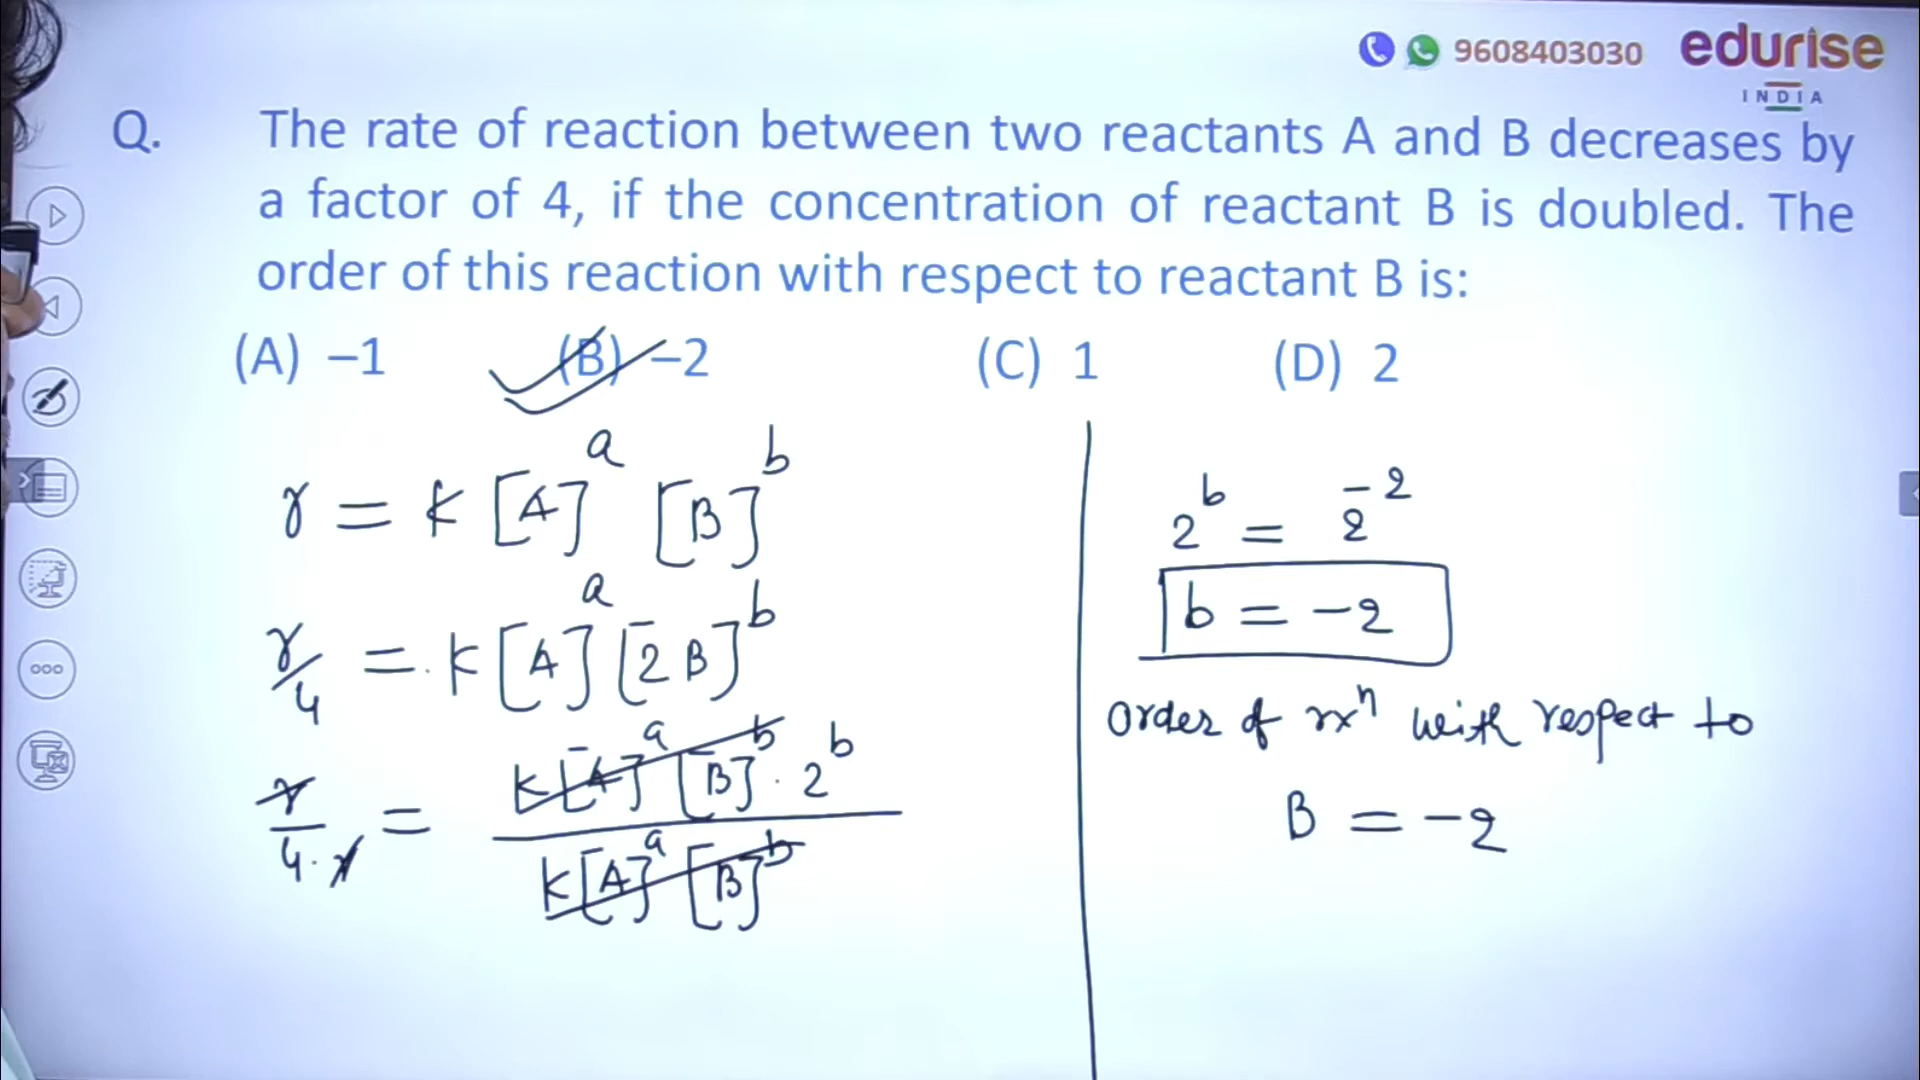 9608403030 edurise
INDIA
Q. The rate of reaction between two reactants A and B decreases by
a factor of 4, if the concentration of reactant B is doubled. The
order of this reaction with respect to reactant B is:
(A) –1 (B) –2 (C) 1 (D) 2
r = k [A]^a [B]^b
r/4 = k [A]^a [2B]^b
r/4·r = k[A]^a [B]^b · 2^b / k[A]^a [B]^b
2^b = 2^-2
b = -2
Order of rxⁿ with respect to
B = -2